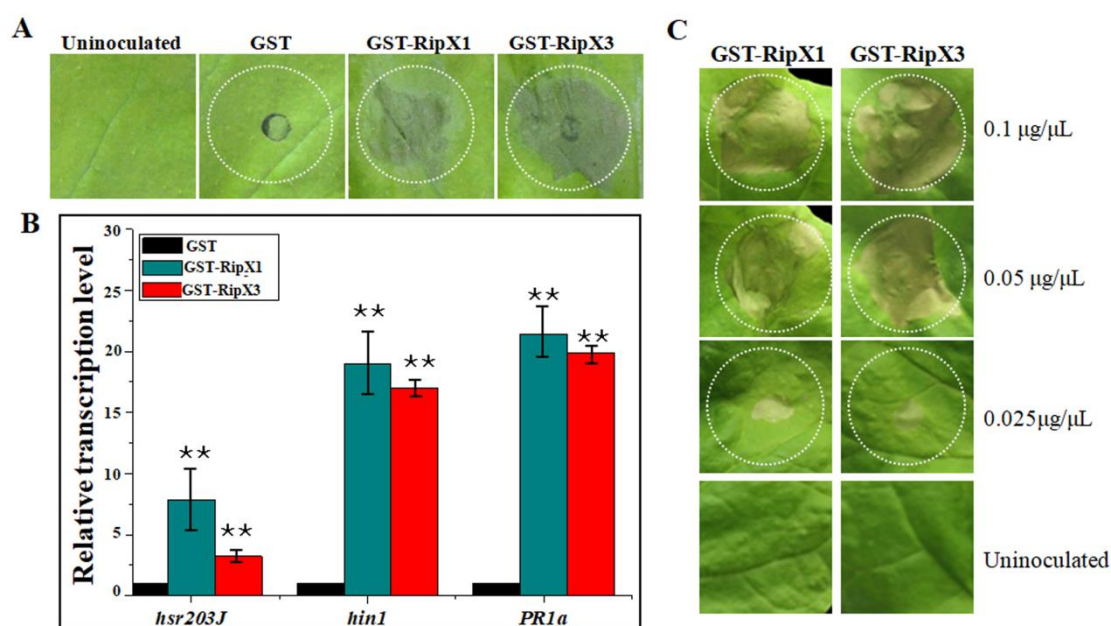 A
Uninoculated GST GST-RipX1 GST-RipX3
B
Relative transcription level
30
25
20
15
10
5
0
GST
GST-RipX1
GST-RipX3
** ** ** ** ** **
hsr203J hin1 PR1a
C
GST-RipX1 GST-RipX3
0.1 μg/μL
0.05 μg/μL
0.025μg/μL
Uninoculated